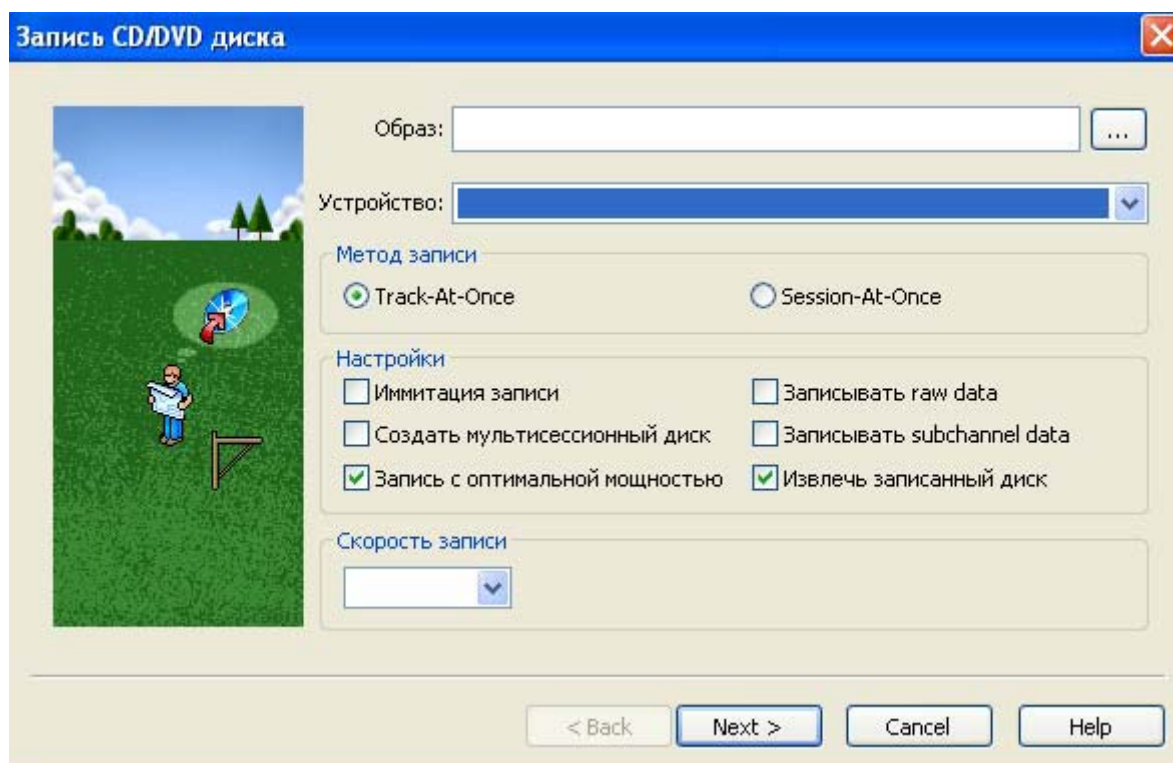 Запись CD/DVD диска
Образ:
...
Устройство:
Метод записи
Track-At-Once
Session-At-Once
Настройки
Иммитация записи
Записывать raw data
Создать мультисессионный диск
Записывать subchannel data
Запись с оптимальной мощностью
Извлечь записанный диск
Скорость записи
< Back
Next >
Cancel
Help